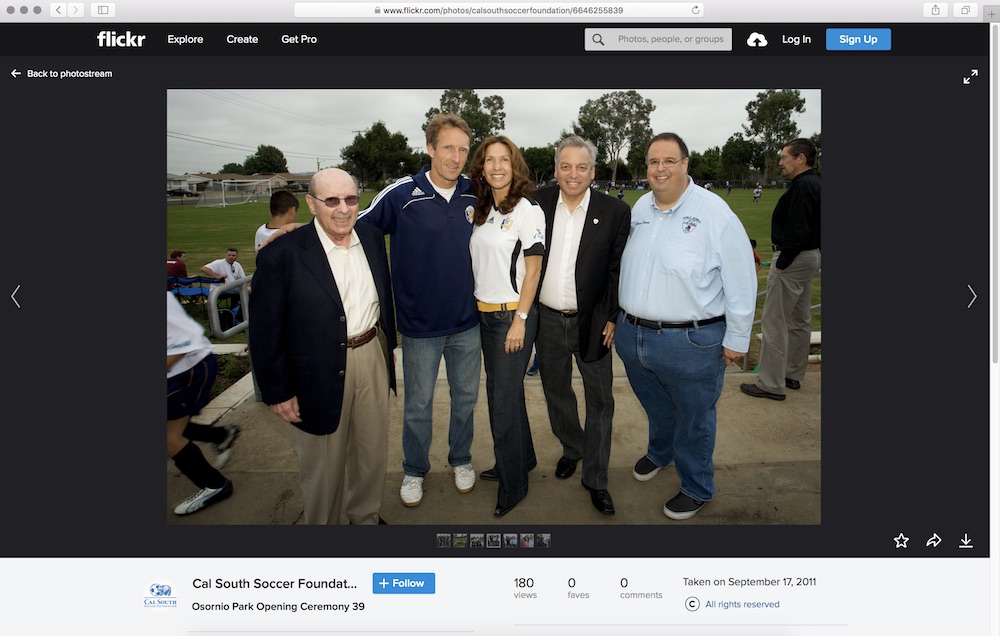 www.flickr.com/photos/calsouthsoccerfoundation/6646255839
flickr Explore Create Get Pro Photos, people, or groups Log In Sign Up
Back to photostream
Cal South Soccer Foundat... + Follow
Osornio Park Opening Ceremony 39
CAL SOUTH
180 views
0 faves
0 comments
Taken on September 17, 2011
© All rights reserved